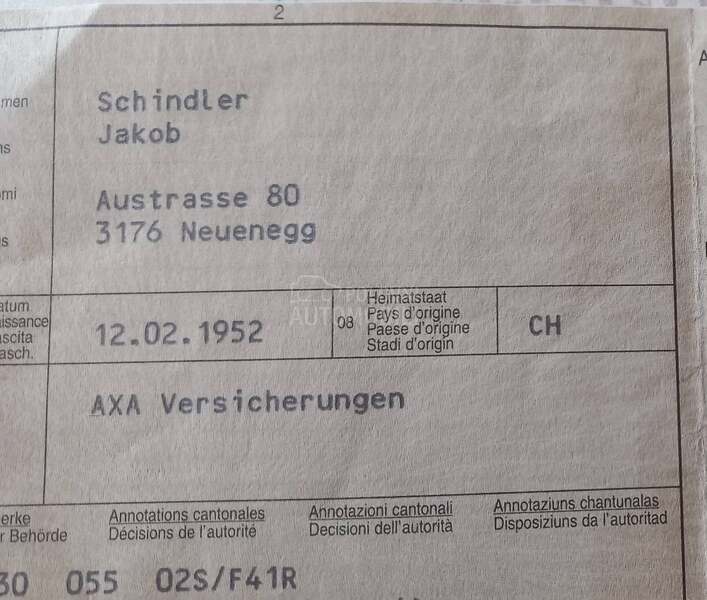 2
men
Schindler
Jakob
Austrasse 80
3176 Neuenegg
12.02.1952
08
Heimatstaat
Pays d'origine
Paese d'origine
Stadi d'origin
CH
AXA Versicherungen
Behörde
Annotations cantonales
Décisions de l'autorité
Annotazioni cantonali
Decisioni dell'autorità
Annotaziuns chantunalas
Disposiziuns da l'autoritad
055 02S/F41R